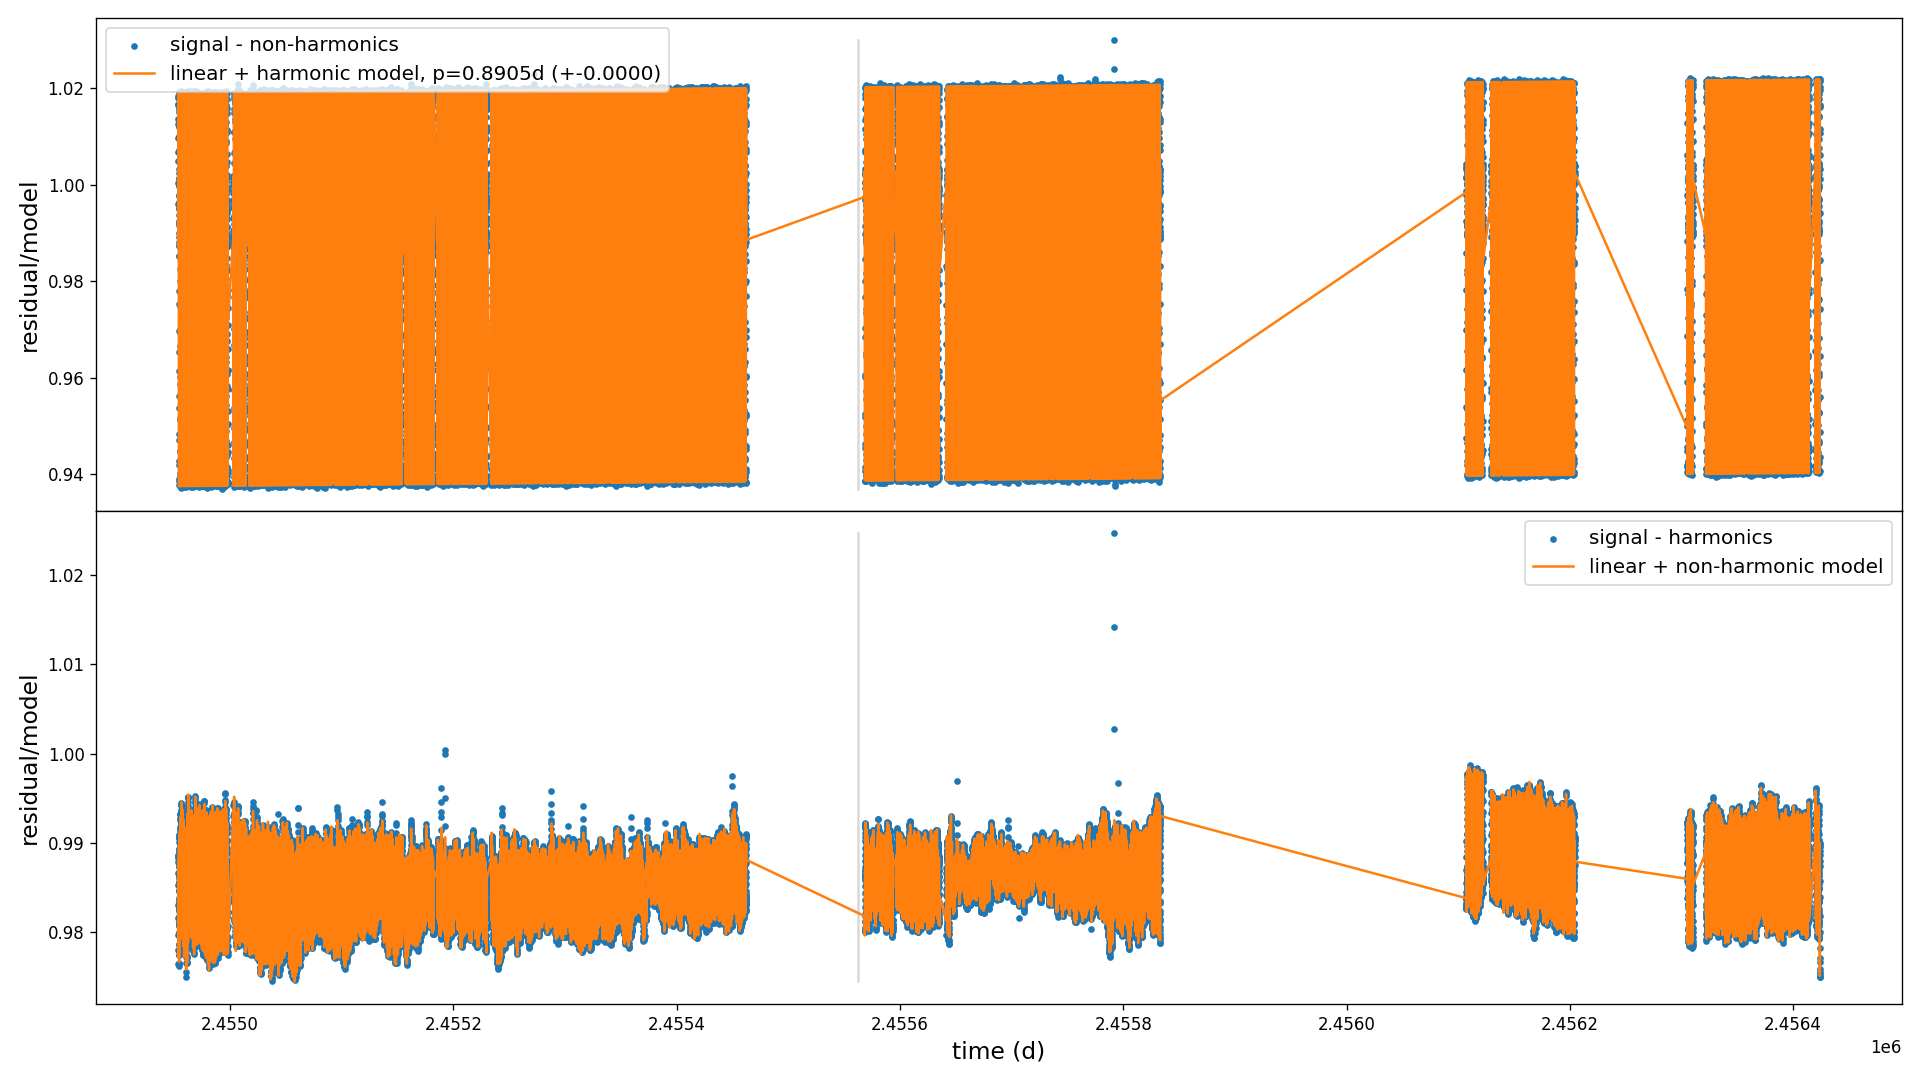 signal - non-harmonics
linear + harmonic model, p=0.8905d (+-0.0000)
residual/model
1.02
1.00
0.98
0.96
0.94
signal - harmonics
linear + non-harmonic model
residual/model
1.02
1.01
1.00
0.99
0.98
2.4550
2.4552
2.4554
2.4556
2.4558
2.4560
2.4562
2.4564
time (d)
1e6